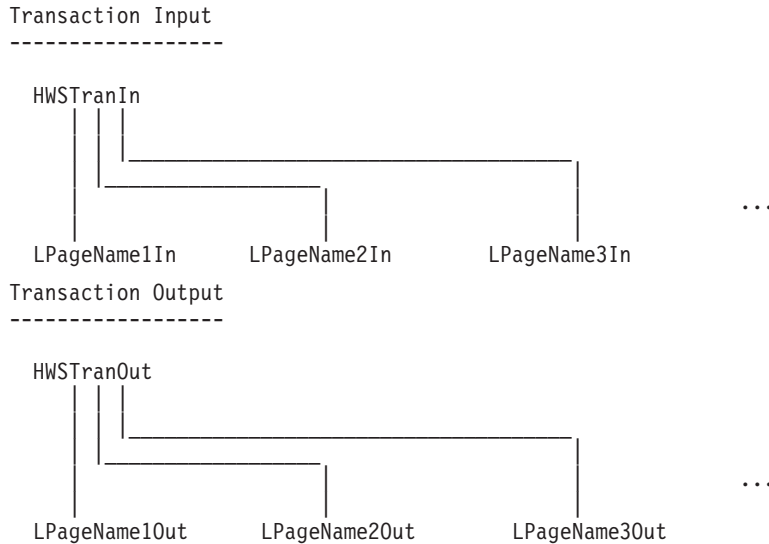 Transaction Input
------------------
HWSTranIn
...
LPageName1In LPageName2In LPageName3In
Transaction Output
------------------
HWSTranOut
...
LPageName1Out LPageName2Out LPageName3Out